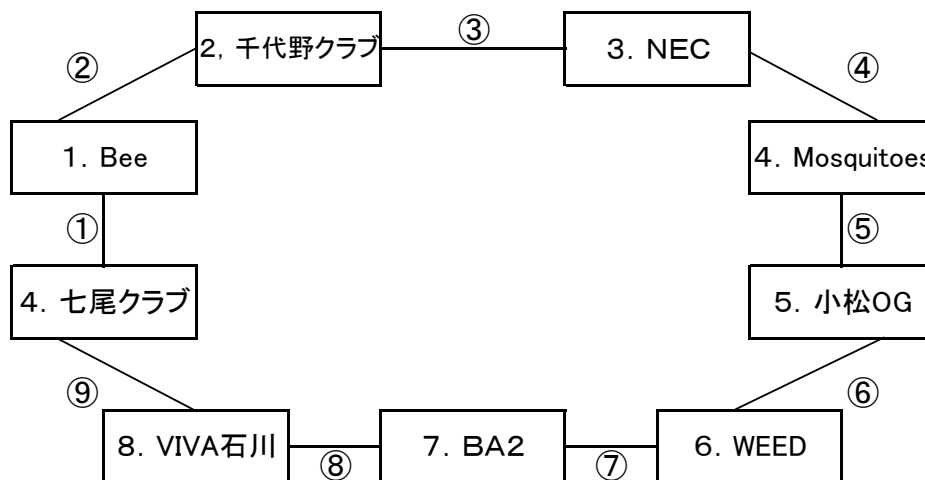 ③
2, 千代野クラブ
3. NEC
②
④
1. Bee
4. Mosquitoes
①
⑤
4. 七尾クラブ
5. 小松OG
⑨
⑥
8. VIVA石川
7. BA2
6. WEED
⑧
⑦